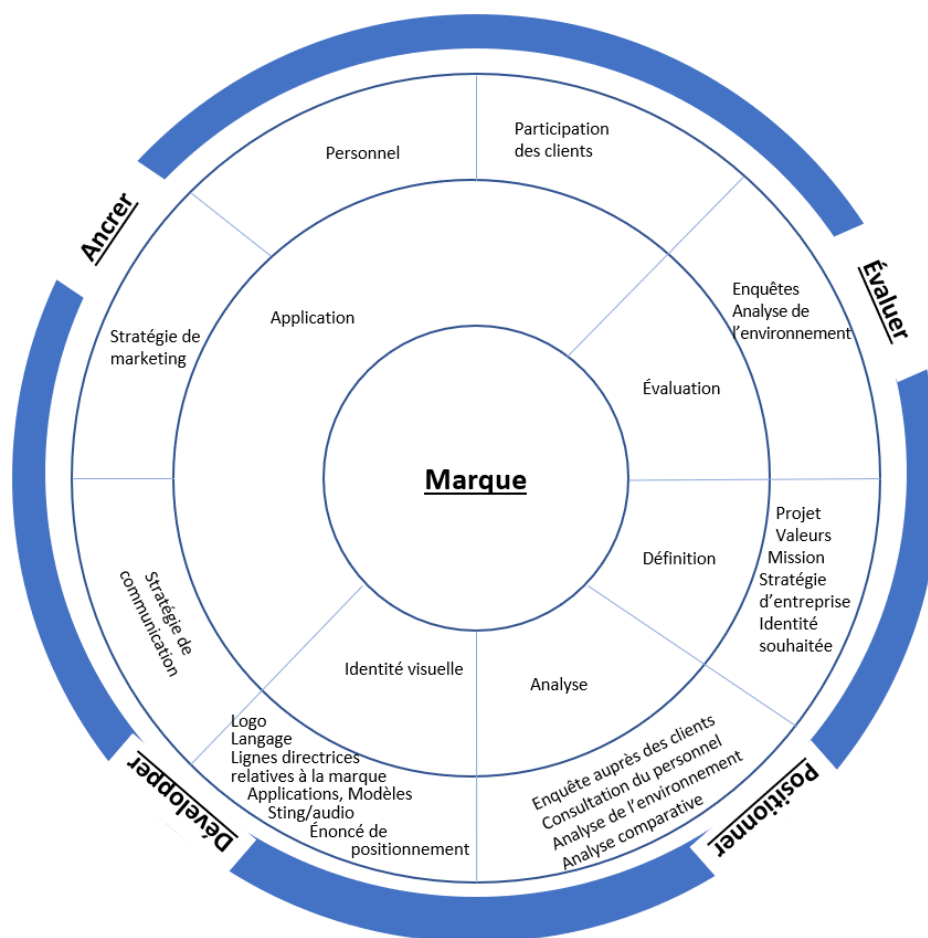 Personnel
Participation
des clients
Ancrer
Évaluer
Enquêtes
Analyse de
l’environnement
Application
Stratégie de
marketing
Évaluation
Marque
Projet
Valeurs
Mission
Stratégie
d’entreprise
Identité
souhaitée
Définition
Stratégie de
communication
Identité visuelle
Analyse
Logo
Langage
Lignes directrices
relatives à la marque
Applications, Modèles
Sting/audio
Énoncé de
positionnement
Enquête auprès des clients
Consultation du personnel
Analyse de l’environnement
Analyse comparative
Développer
Positionner